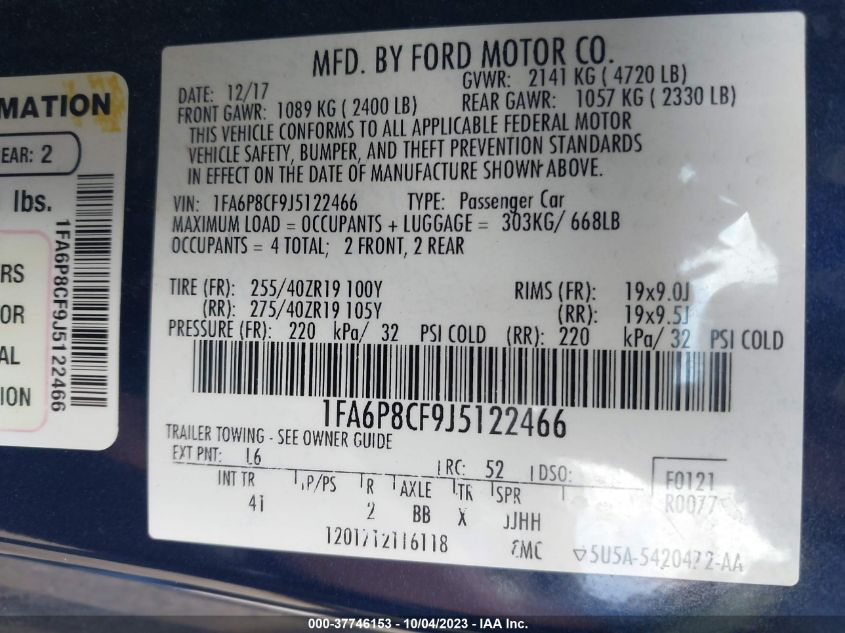 MATION
EAR: 2
lbs.
RS
OR
AL
ION
1FA6P8CF9J5122466
MFD. BY FORD MOTOR CO.
DATE: 12/17 GVWR: 2141 KG ( 4720 LB)
FRONT GAWR: 1089 KG ( 2400 LB) REAR GAWR: 1057 KG ( 2330 LB)
THIS VEHICLE CONFORMS TO ALL APPLICABLE FEDERAL MOTOR
VEHICLE SAFETY, BUMPER, AND THEFT PREVENTION STANDARDS
IN EFFECT ON THE DATE OF MANUFACTURE SHOWN ABOVE.
VIN: 1FA6P8CF9J5122466 TYPE: Passenger Car
MAXIMUM LOAD = OCCUPANTS + LUGGAGE = 303KG/ 668LB
OCCUPANTS = 4 TOTAL; 2 FRONT, 2 REAR
TIRE (FR): 255/40ZR19 100Y RIMS (FR): 19x9.0J
(RR): 275/40ZR19 105Y (RR): 19x9.5J
PRESSURE (FR): 220 kPa/ 32 PSI COLD (RR): 220 kPa/ 32 PSI COLD
1FA6P8CF9J5122466
TRAILER TOWING - SEE OWNER GUIDE
EXT PNT: L6 RC: 52 DSO: F0121
INT TR TP/PS R AXLE TR SPR R0077
4I 2 BB X JJHH
1201712116118 EMC 5U5A-5420472-AA
000-37746153 - 10/04/2023 - IAA Inc.